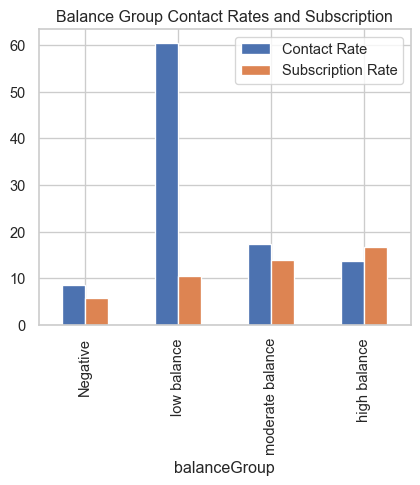 Balance Group Contact Rates and Subscription
Contact Rate
Subscription Rate
60
50
40
30
20
10
0
Negative
low balance
moderate balance
high balance
balanceGroup